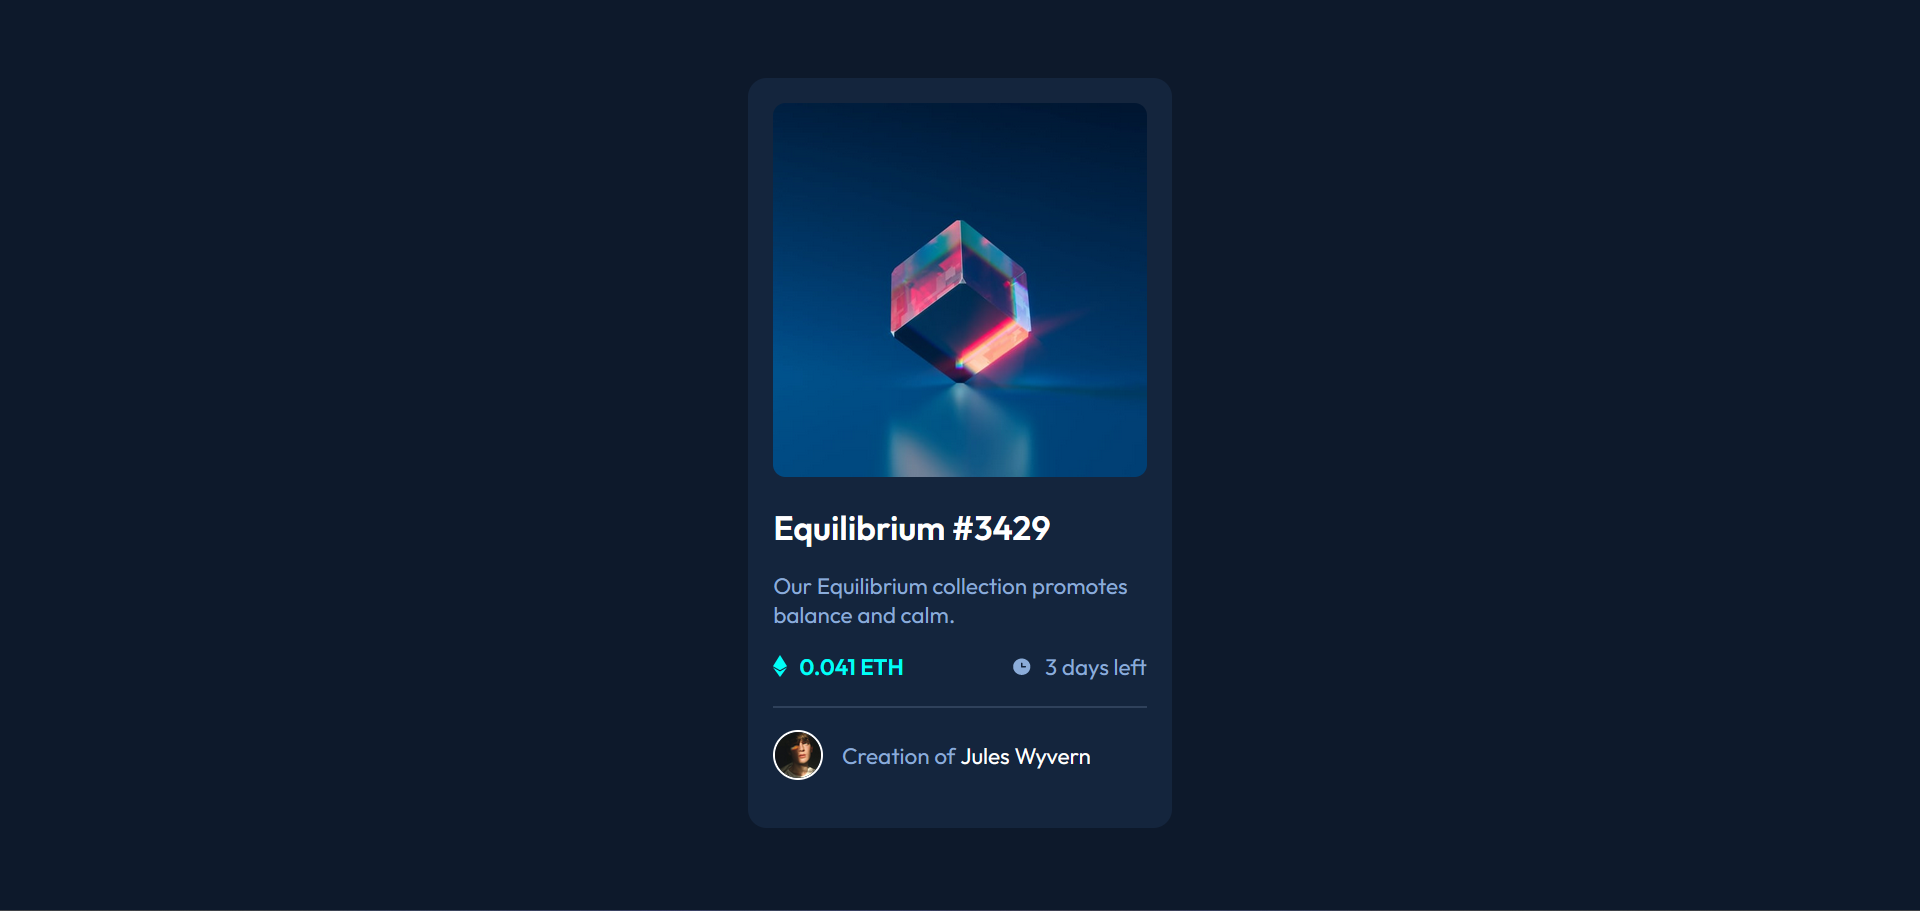 Equilibrium #3429
Our Equilibrium collection promotes
balance and calm.
0.041 ETH
3 days left
Creation of Jules Wyvern